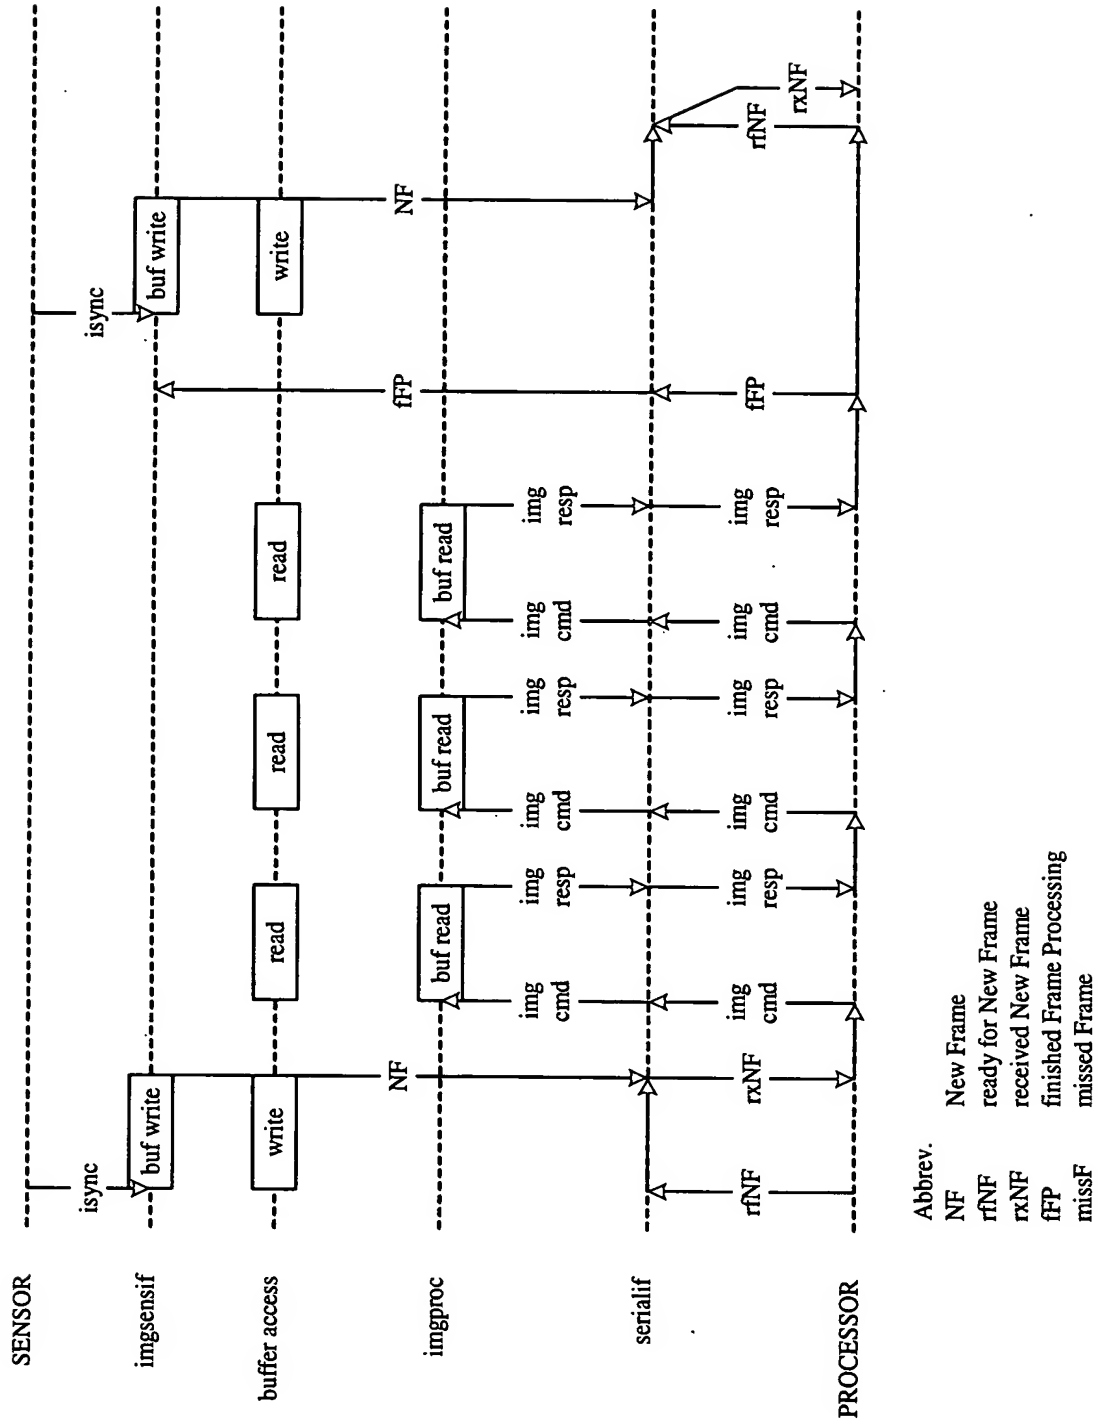 SENSOR
isync
isync
imgsensif
buf write
buf write
buffer access
write
read
read
read
write
NF
fFP
NF
imgproc
buf read
buf read
buf read
img
cmd
img
resp
img
cmd
img
resp
img
cmd
img
resp
serialif
rfNF
rxNF
img
cmd
img
resp
img
cmd
img
resp
img
cmd
img
resp
fFP
rfNF
rxNF
PROCESSOR
Abbrev.
NF New Frame
rfNF ready for New Frame
rxNF received New Frame
fFP finished Frame Processing
missF missed Frame